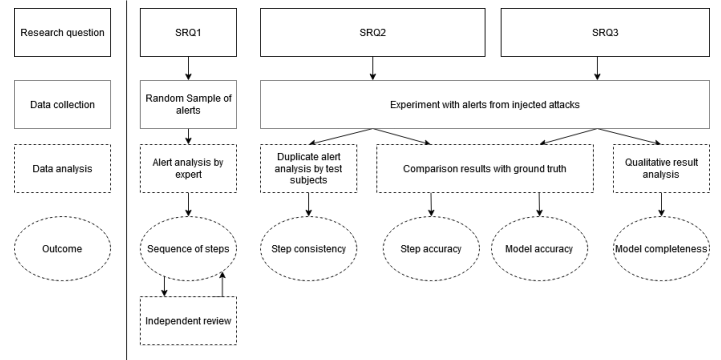 Research question
SRQ1
SRQ2
SRQ3
Data collection
Random Sample of
alerts
Experiment with alerts from injected attacks
Data analysis
Alert analysis by
expert
Duplicate alert
analysis by test
subjects
Comparison results with ground truth
Qualitative result
analysis
Outcome
Sequence of steps
Step consistency
Step accuracy
Model accuracy
Model completeness
Independent review